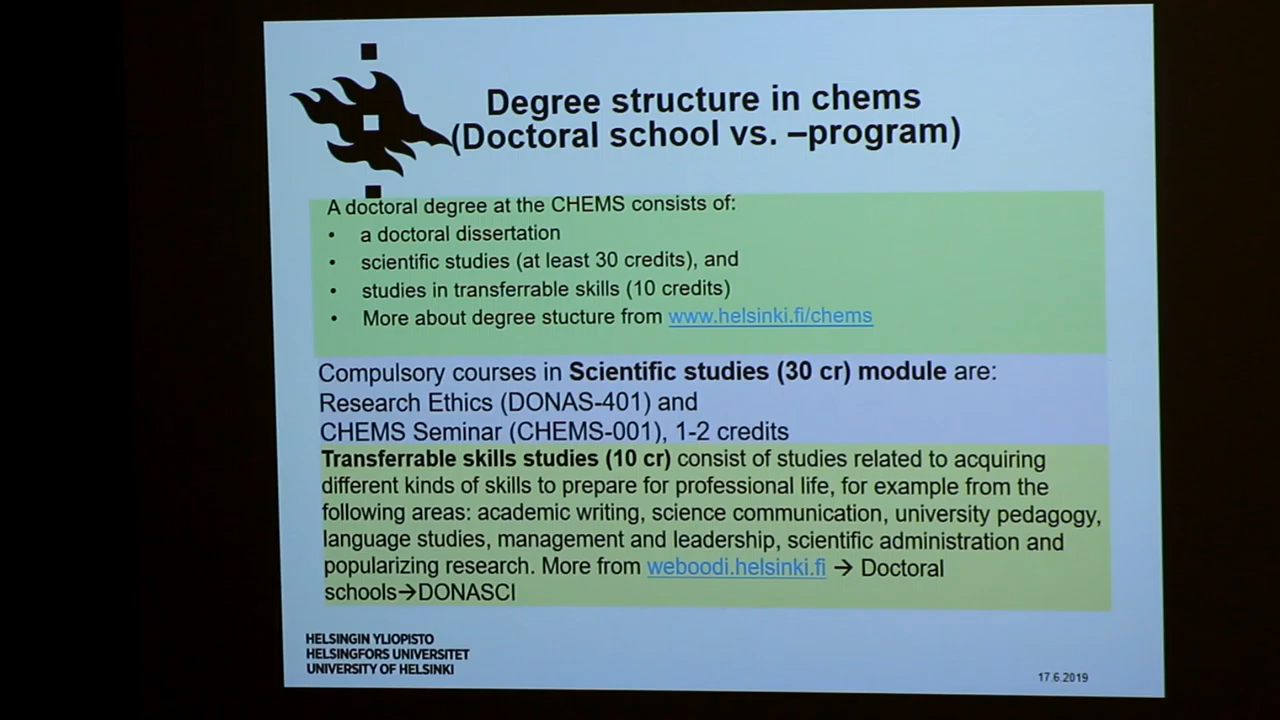 Degree structure in chems
(Doctoral school vs. –program)
A doctoral degree at the CHEMS consists of:
• a doctoral dissertation
• scientific studies (at least 30 credits), and
• studies in transferrable skills (10 credits)
• More about degree stucture from www.helsinki.fi/chems
Compulsory courses in Scientific studies (30 cr) module are:
Research Ethics (DONAS-401) and
CHEMS Seminar (CHEMS-001), 1-2 credits
Transferrable skills studies (10 cr) consist of studies related to acquiring
different kinds of skills to prepare for professional life, for example from the
following areas: academic writing, science communication, university pedagogy,
language studies, management and leadership, scientific administration and
popularizing research. More from weboodi.helsinki.fi → Doctoral
schools→DONASCI
HELSINGIN YLIOPISTO
HELSINGFORS UNIVERSITET
UNIVERSITY OF HELSINKI
17.6.2019